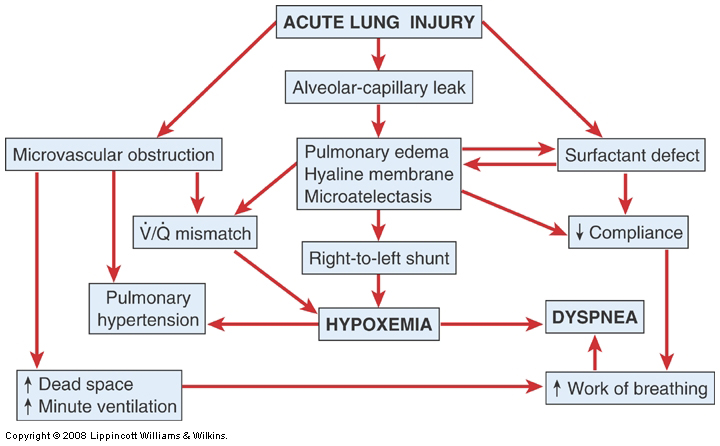 ACUTE LUNG INJURY
Alveolar-capillary leak
Microvascular obstruction
Pulmonary edema
Hyaline membrane
Microatelectasis
Surfactant defect
V̇/Q̇ mismatch
↓ Compliance
Right-to-left shunt
Pulmonary
hypertension
HYPOXEMIA
DYSPNEA
↑ Dead space
↑ Minute ventilation
↑ Work of breathing
Copyright © 2008 Lippincott Williams & Wilkins.